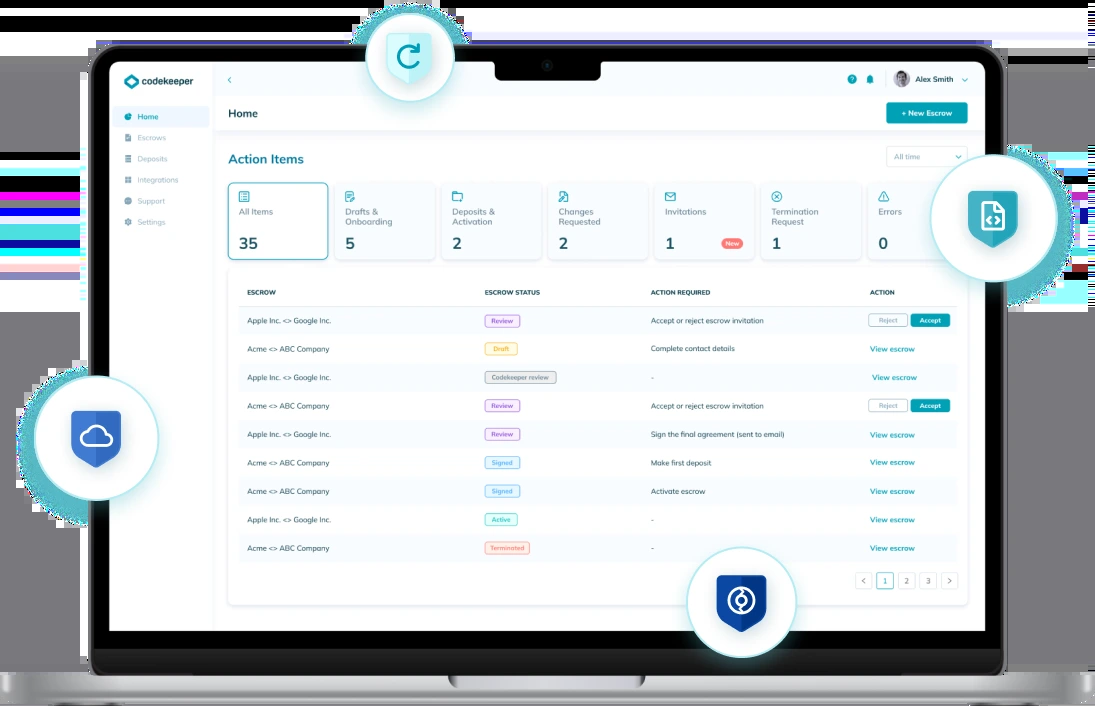 codekeeper
Alex Smith
Home
Home
+ New Escrow
Escrows
Deposits
Integrations
Support
Settings
Action Items
All time
All Items
35
Drafts &
Onboarding
5
Deposits &
Activation
2
Changes
Requested
2
Invitations
1 New
Termination
Request
1
Errors
0
ESCROW ESCROW STATUS ACTION REQUIRED ACTION
Apple Inc. <> Google Inc. Review Accept or reject escrow invitation Reject Accept
Acme <> ABC Company Draft Complete contact details View escrow
Apple Inc. <> Google Inc. Codekeeper review - View escrow
Acme <> ABC Company Review Accept or reject escrow invitation Reject Accept
Apple Inc. <> Google Inc. Review Sign the final agreement (sent to email) View escrow
Acme <> ABC Company Signed Make first deposit View escrow
Acme <> ABC Company Signed Activate escrow View escrow
Apple Inc. <> Google Inc. Active - View escrow
Acme <> ABC Company Terminated - View escrow
< 1 2 3 >